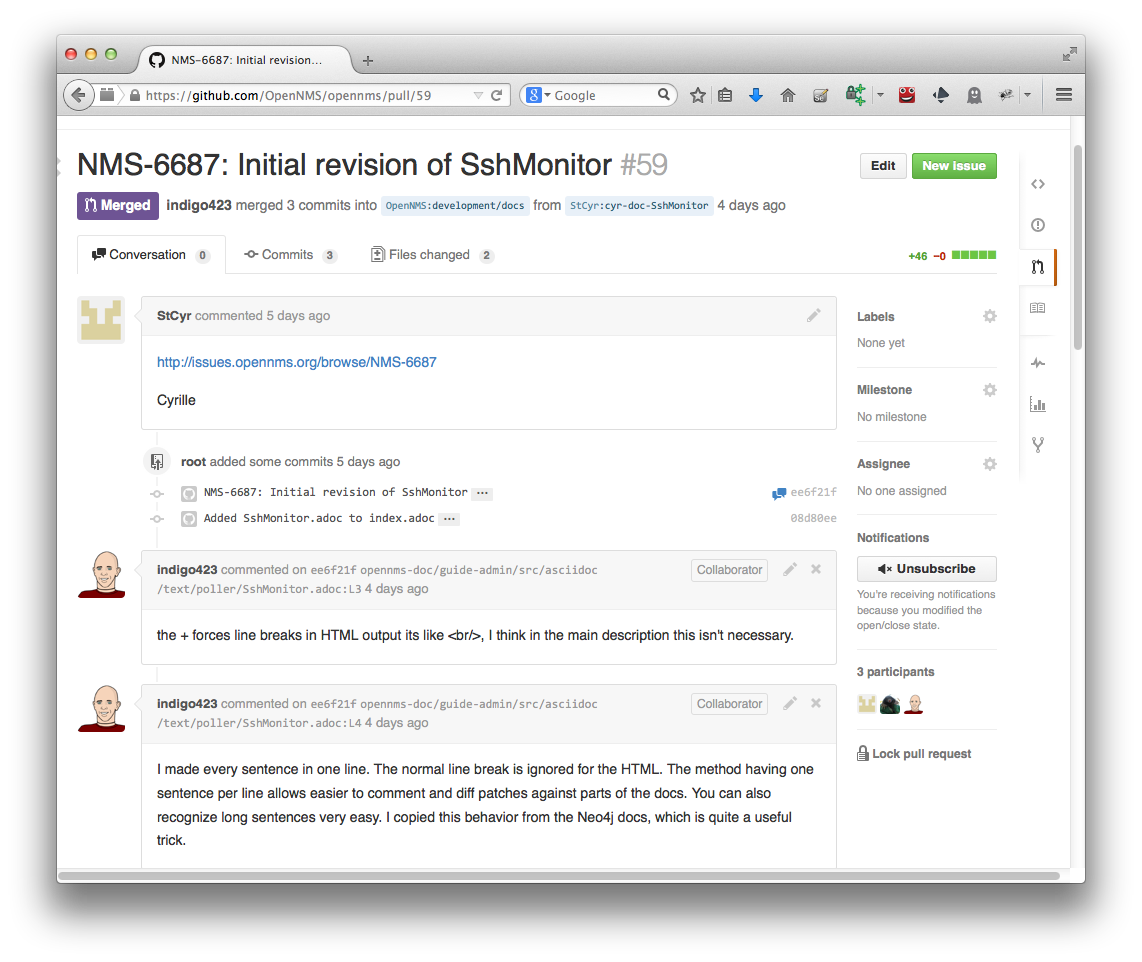 NMS-6687: Initial revision...
https://github.com/OpenNMS/opennms/pull/59
Google
NMS-6687: Initial revision of SshMonitor #59
Edit
New Issue
Merged
indigo423 merged 3 commits into OpenNMS:development/docs from StCyr:cyr-doc-SshMonitor 4 days ago
Conversation 0
Commits 3
Files changed 2
+46 −0
StCyr commented 5 days ago
http://issues.opennms.org/browse/NMS-6687
Cyrille
root added some commits 5 days ago
NMS-6687: Initial revision of SshMonitor ...
ee6f21f
Added SshMonitor.adoc to index.adoc ...
08d80ee
indigo423 commented on ee6f21f opennms-doc/guide-admin/src/asciidoc
/text/poller/SshMonitor.adoc:L3 4 days ago
Collaborator
the + forces line breaks in HTML output its like <br/>, I think in the main description this isn't necessary.
indigo423 commented on ee6f21f opennms-doc/guide-admin/src/asciidoc
/text/poller/SshMonitor.adoc:L4 4 days ago
Collaborator
I made every sentence in one line. The normal line break is ignored for the HTML. The method having one
sentence per line allows easier to comment and diff patches against parts of the docs. You can also
recognize long sentences very easy. I copied this behavior from the Neo4j docs, which is quite a useful
trick.
Labels
None yet
Milestone
No milestone
Assignee
No one assigned
Notifications
Unsubscribe
You're receiving notifications
because you modified the
open/close state.
3 participants
Lock pull request